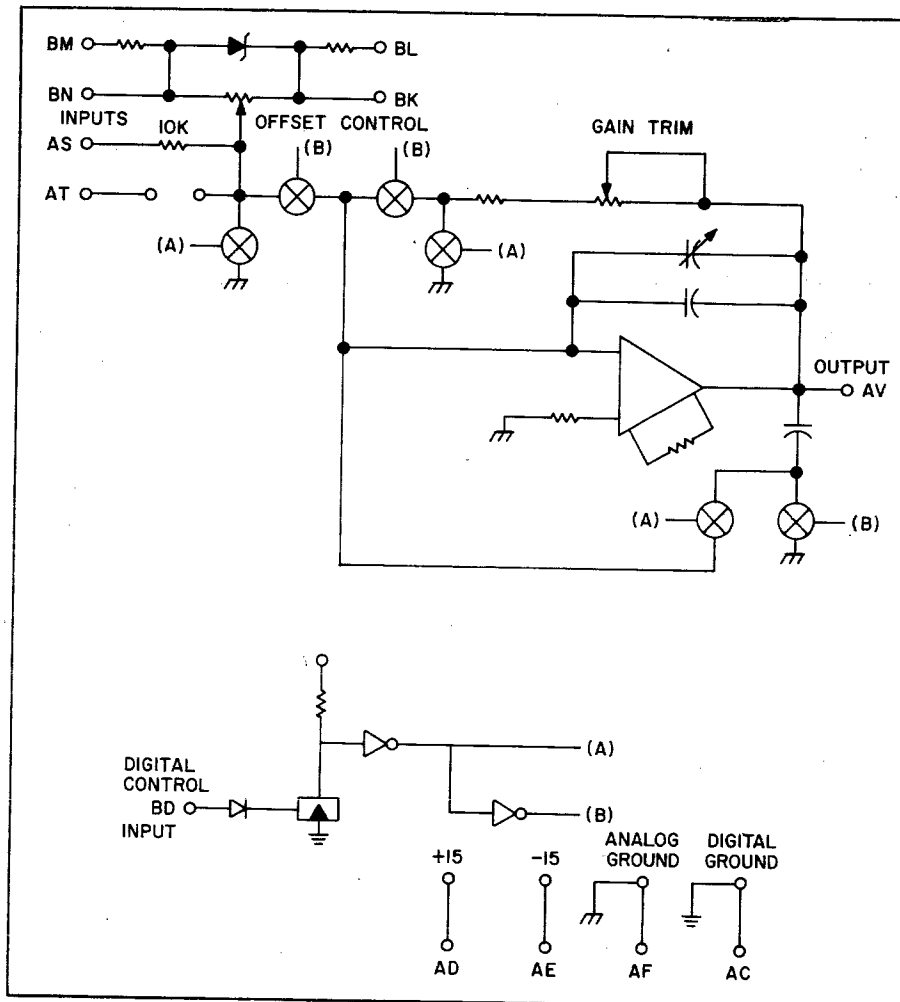 BM
BL
BN
BK
INPUTS
10K
OFFSET CONTROL
GAIN TRIM
AS
(B)
(B)
AT
(A)
(A)
OUTPUT
AV
(A)
(B)
DIGITAL
CONTROL
BD
INPUT
(A)
(B)
+15
-15
ANALOG
GROUND
DIGITAL
GROUND
AD
AE
AF
AC